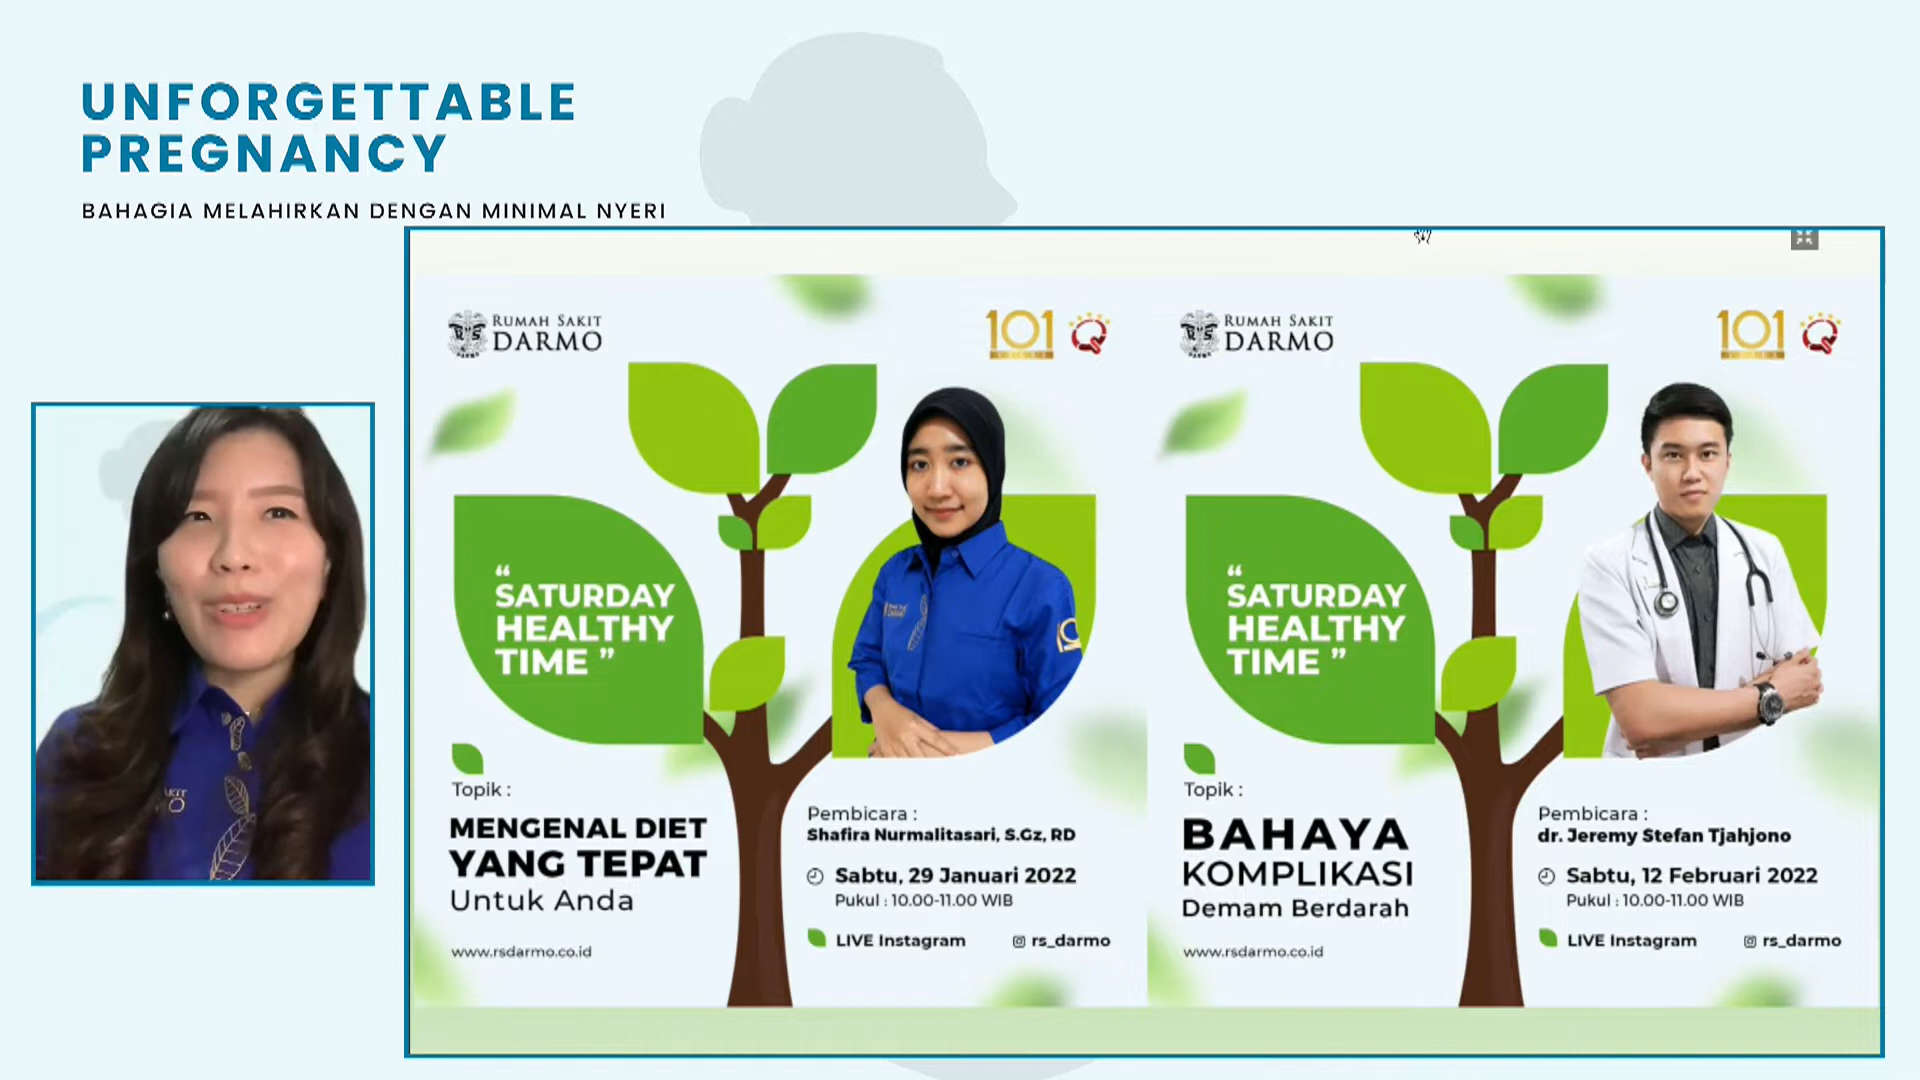 UNFORGETTABLE
PREGNANCY
BAHAGIA MELAHIRKAN DENGAN MINIMAL NYERI
RUMAH SAKIT
DARMO
101
“
SATURDAY
HEALTHY
TIME ”
Topik :
MENGENAL DIET
YANG TEPAT
Untuk Anda
www.rsdarmo.co.id
Pembicara :
Shafira Nurmalitasari, S.Gz, RD
Sabtu, 29 Januari 2022
Pukul : 10.00-11.00 WIB
LIVE Instagram
rs_darmo
RUMAH SAKIT
DARMO
101
“
SATURDAY
HEALTHY
TIME ”
Topik :
BAHAYA
KOMPLIKASI
Demam Berdarah
www.rsdarmo.co.id
Pembicara :
dr. Jeremy Stefan Tjahjono
Sabtu, 12 Februari 2022
Pukul : 10.00-11.00 WIB
LIVE Instagram
rs_darmo